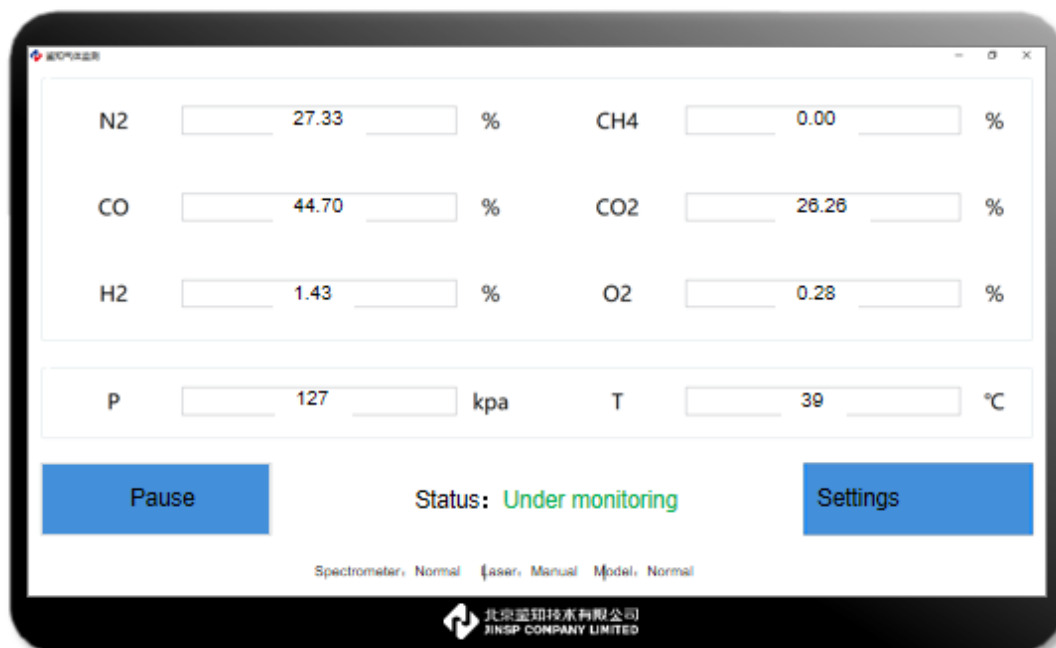 N2 27.33 % CH4 0.00 %
CO 44.70 % CO2 26.26 %
H2 1.43 % O2 0.28 %
P 127 kpa T 39 ℃
Pause Status：Under monitoring Settings
Spectrometer：Normal Laser：Manual Model：Normal
北京鉴知技术有限公司
JINSP COMPANY LIMITED